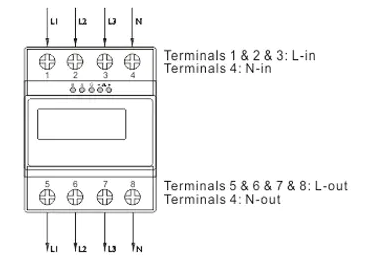 L1 L2 L3 N
1 2 3 4
Terminals 1 & 2 & 3: L-in
Terminals 4: N-in
5 6 7 8
Terminals 5 & 6 & 7 & 8: L-out
Terminals 4: N-out
L1 L2 L3 N